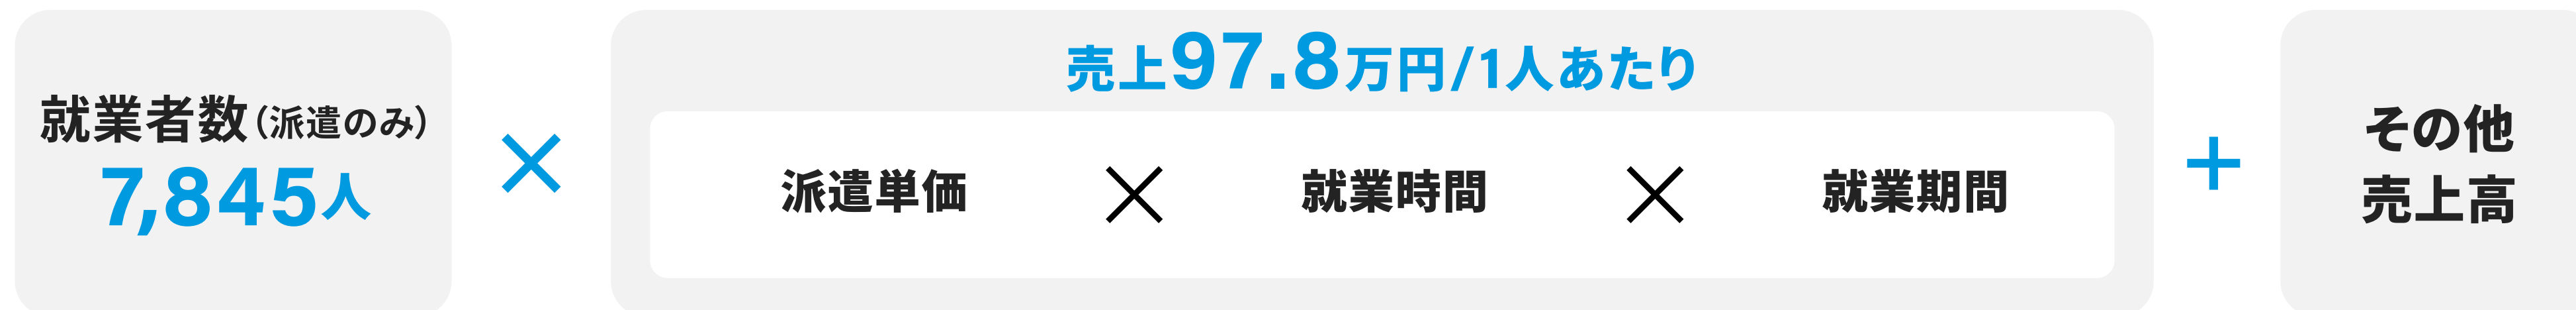 就業者数(派遣のみ)
7,845人
×
売上97.8万円/1人あたり
派遣単価 × 就業時間 × 就業期間
+
その他
売上高